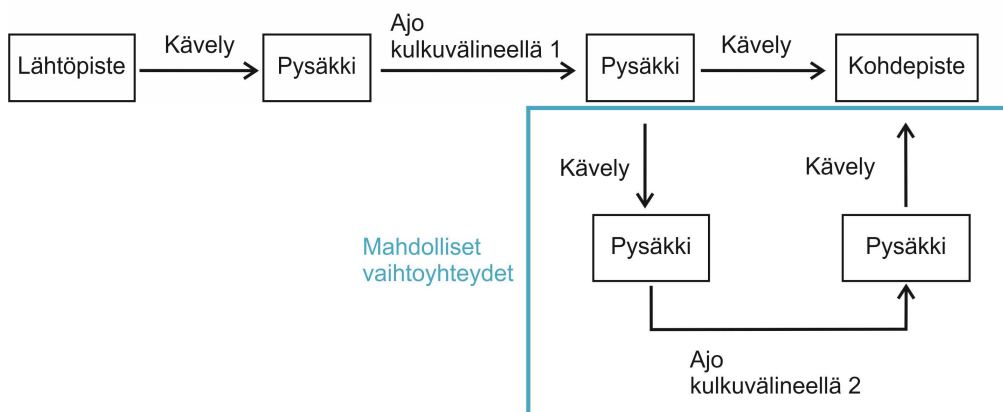 Lähtöpiste
Kävely
Pysäkki
Ajo
kulkuvälineellä 1
Pysäkki
Kävely
Kohdepiste
Kävely
Kävely
Mahdolliset
vaihtoyhteydet
Pysäkki
Pysäkki
Ajo
kulkuvälineellä 2